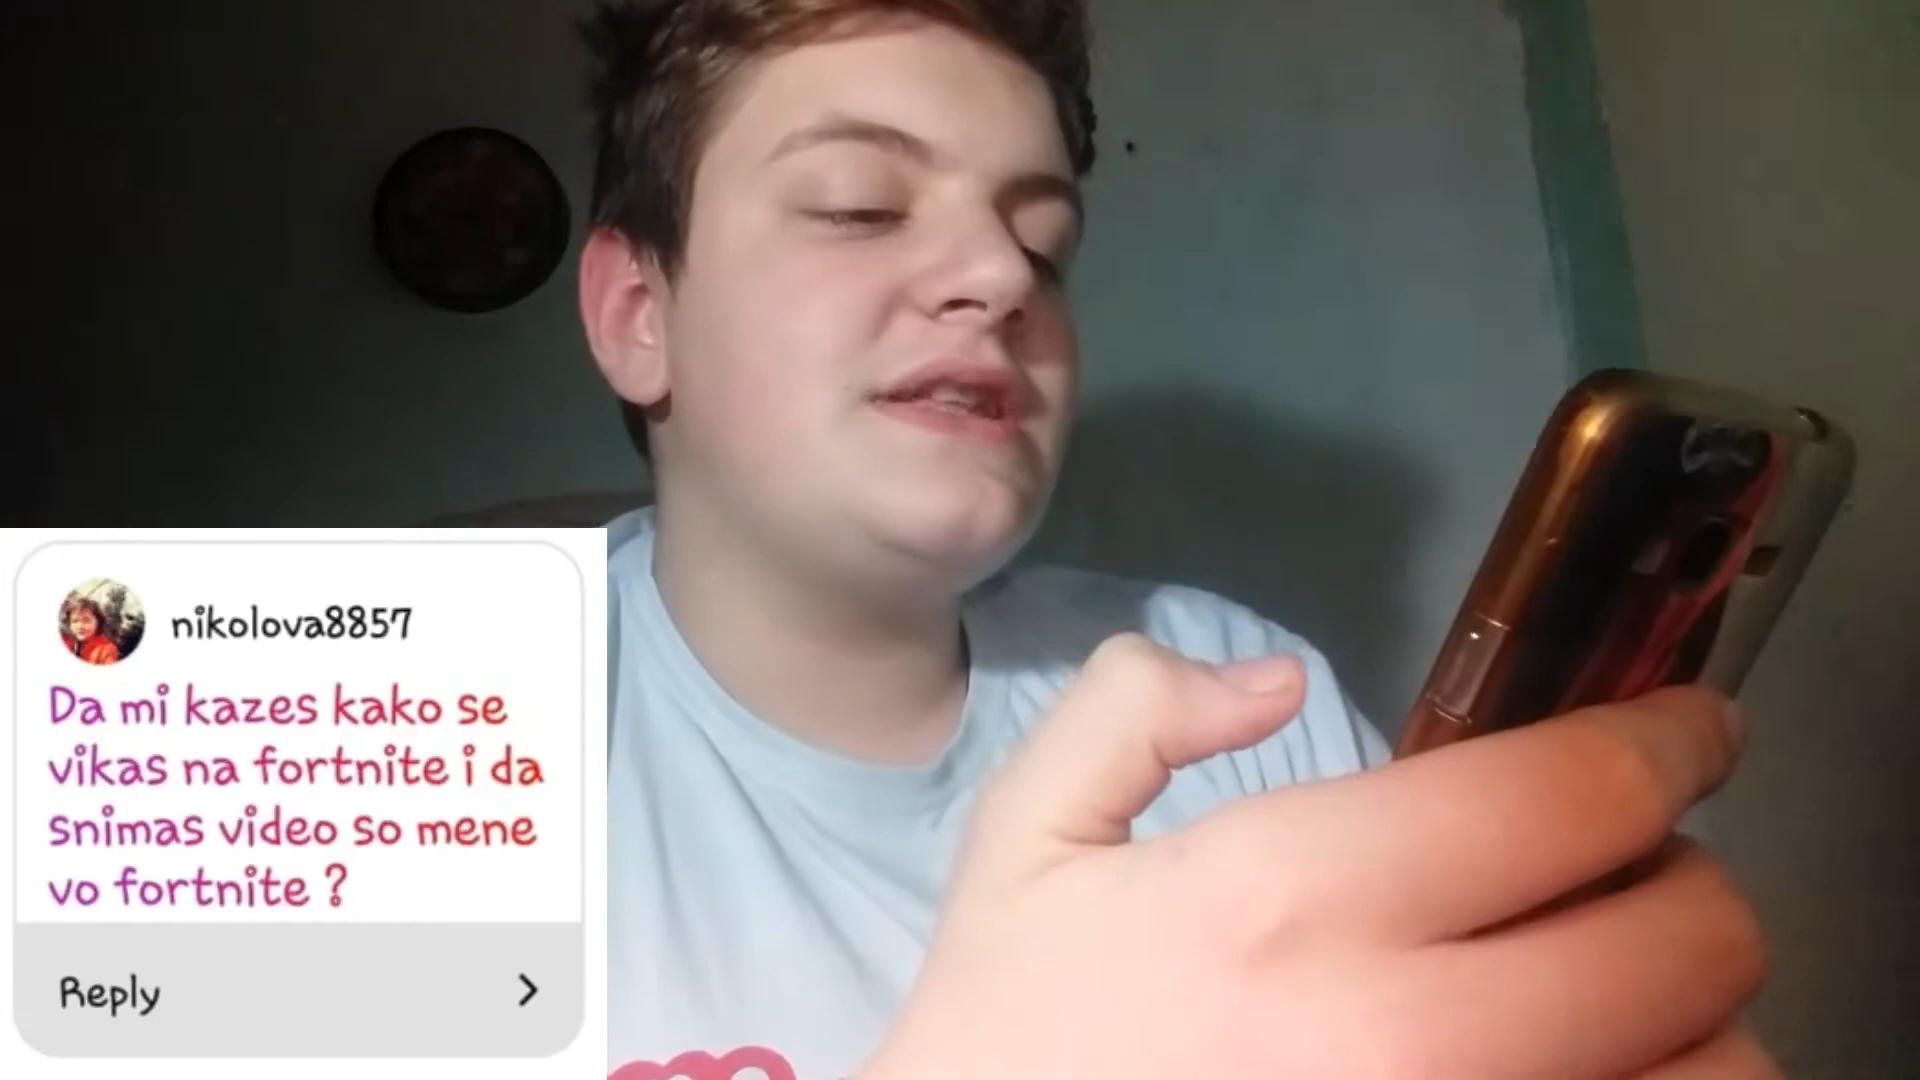 nikolova8857
Da mi kazes kako se
vikas na fortnite i da
snimas video so mene
vo fortnite ?
Reply